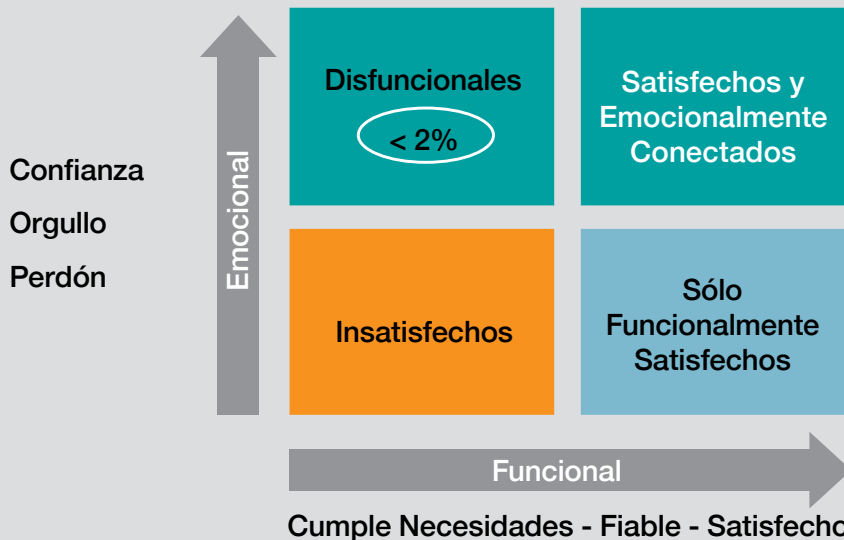 Disfuncionales
< 2%
Satisfechos y
Emocionalmente
Conectados
Confianza
Orgullo
Perdón
Emocional
Insatisfechos
Sólo
Funcionalmente
Satisfechos
Funcional
Cumple Necesidades - Fiable - Satisfecho